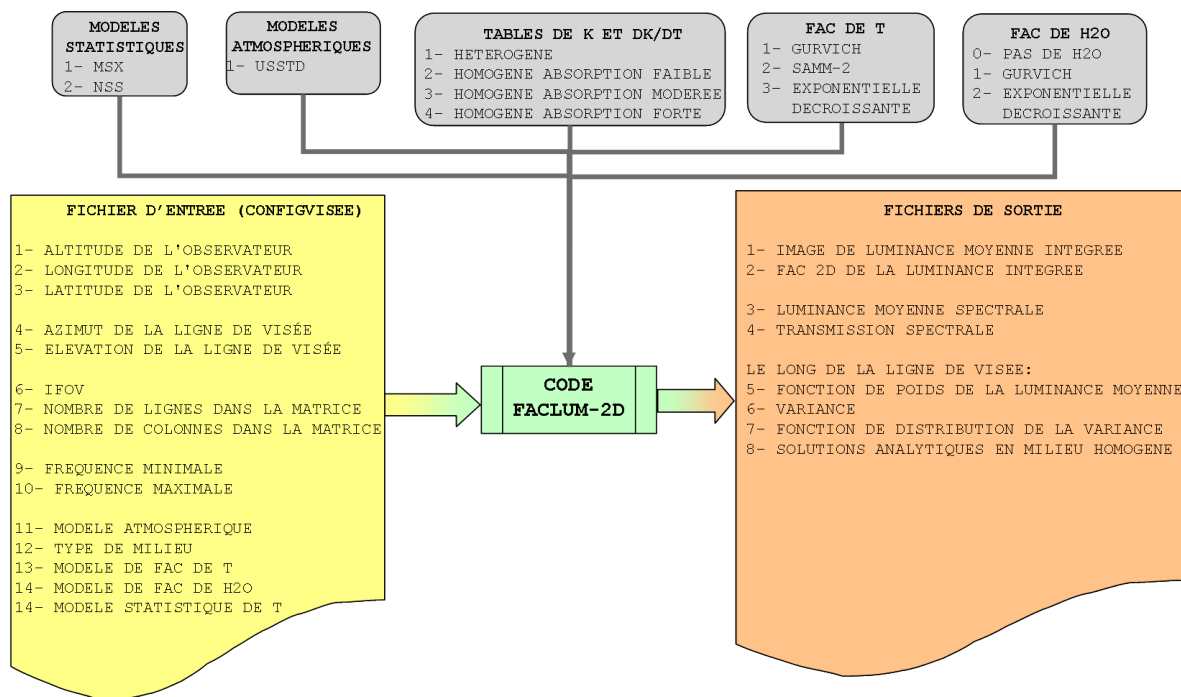 MODELES
STATISTIQUES
1- MSX
2- NSS
MODELES
ATMOSPHERIQUES
1- USSTD
TABLES DE K ET DK/DT
1- HETEROGENE
2- HOMOGENE ABSORPTION FAIBLE
3- HOMOGENE ABSORPTION MODEREE
4- HOMOGENE ABSORPTION FORTE
FAC DE T
1- GURVICH
2- SAMM-2
3- EXPONENTIELLE
DECROISSANTE
FAC DE H2O
0- PAS DE H2O
1- GURVICH
2- EXPONENTIELLE
DECROISSANTE
FICHIER D'ENTREE (CONFIGVISEE)
1- ALTITUDE DE L'OBSERVATEUR
2- LONGITUDE DE L'OBSERVATEUR
3- LATITUDE DE L'OBSERVATEUR
4- AZIMUT DE LA LIGNE DE VISÉE
5- ELEVATION DE LA LIGNE DE VISÉE
6- IFOV
7- NOMBRE DE LIGNES DANS LA MATRICE
8- NOMBRE DE COLONNES DANS LA MATRICE
9- FREQUENCE MINIMALE
10- FREQUENCE MAXIMALE
11- MODELE ATMOSPHERIQUE
12- TYPE DE MILIEU
13- MODELE DE FAC DE T
14- MODELE DE FAC DE H2O
14- MODELE STATISTIQUE DE T
CODE
FACLUM-2D
FICHIERS DE SORTIE
1- IMAGE DE LUMINANCE MOYENNE INTEGREE
2- FAC 2D DE LA LUMINANCE INTEGREE
3- LUMINANCE MOYENNE SPECTRALE
4- TRANSMISSION SPECTRALE
LE LONG DE LA LIGNE DE VISEE:
5- FONCTION DE POIDS DE LA LUMINANCE MOYENNE
6- VARIANCE
7- FONCTION DE DISTRIBUTION DE LA VARIANCE
8- SOLUTIONS ANALYTIQUES EN MILIEU HOMOGENE